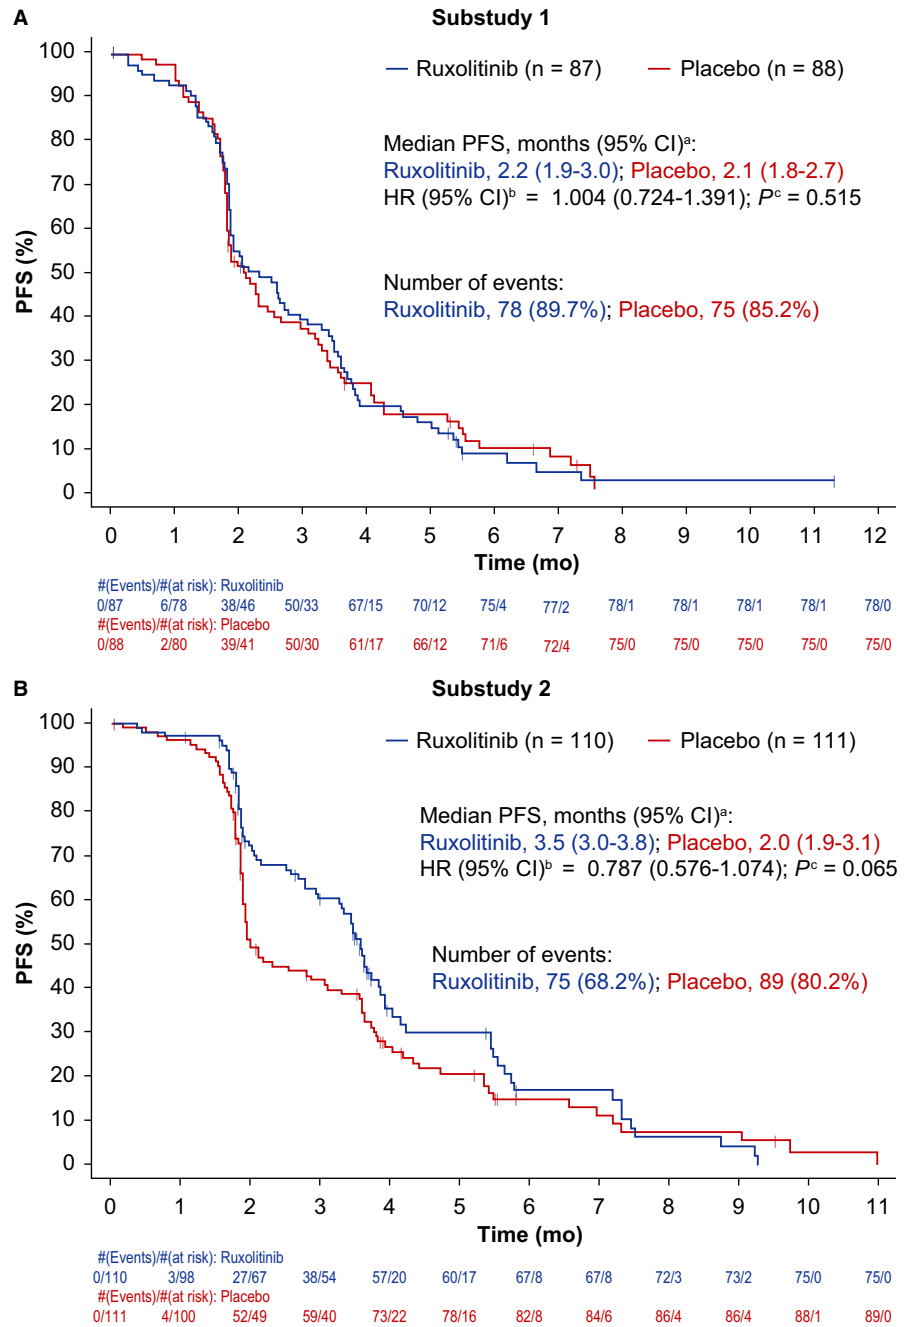 A
Substudy 1
100
90
80
70
60
50
40
30
20
10
0
PFS (%)
Ruxolitinib (n = 87) Placebo (n = 88)
Median PFS, months (95% CI)a:
Ruxolitinib, 2.2 (1.9-3.0); Placebo, 2.1 (1.8-2.7)
HR (95% CI)b = 1.004 (0.724-1.391); Pc = 0.515
Number of events:
Ruxolitinib, 78 (89.7%); Placebo, 75 (85.2%)
0 1 2 3 4 5 6 7 8 9 10 11 12
Time (mo)
#(Events)/#(at risk): Ruxolitinib
0/87 6/78 38/46 50/33 67/15 70/12 75/4 77/2 78/1 78/1 78/1 78/1 78/0
#(Events)/#(at risk): Placebo
0/88 2/80 39/41 50/30 61/17 66/12 71/6 72/4 75/0 75/0 75/0 75/0 75/0
B
Substudy 2
100
90
80
70
60
50
40
30
20
10
0
PFS (%)
Ruxolitinib (n = 110) Placebo (n = 111)
Median PFS, months (95% CI)a:
Ruxolitinib, 3.5 (3.0-3.8); Placebo, 2.0 (1.9-3.1)
HR (95% CI)b = 0.787 (0.576-1.074); Pc = 0.065
Number of events:
Ruxolitinib, 75 (68.2%); Placebo, 89 (80.2%)
0 1 2 3 4 5 6 7 8 9 10 11
Time (mo)
#(Events)/#(at risk): Ruxolitinib
0/110 3/98 27/67 38/54 57/20 60/17 67/8 67/8 72/3 73/2 75/0 75/0
#(Events)/#(at risk): Placebo
0/111 4/100 52/49 59/40 73/22 78/16 82/8 84/6 86/4 86/4 88/1 89/0